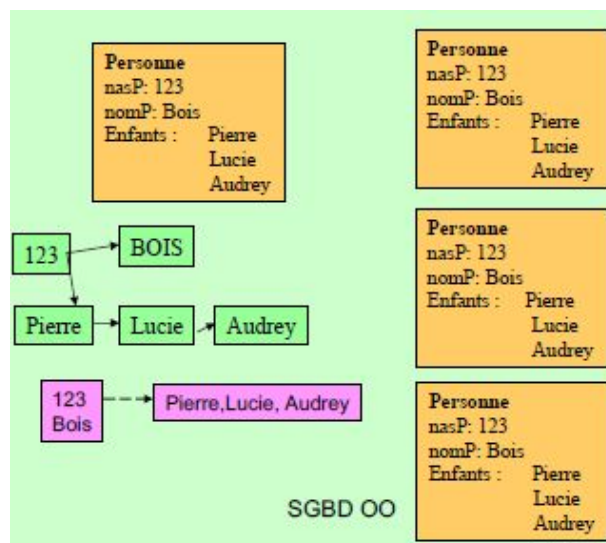 Personne
nasP: 123
nomP: Bois
Enfants : Pierre
Lucie
Audrey
Personne
nasP: 123
nomP: Bois
Enfants : Pierre
Lucie
Audrey
123
BOIS
Pierre
Lucie
Audrey
Personne
nasP: 123
nomP: Bois
Enfants : Pierre
Lucie
Audrey
123
Bois
Pierre,Lucie, Audrey
Personne
nasP: 123
nomP: Bois
Enfants : Pierre
Lucie
Audrey
SGBD OO